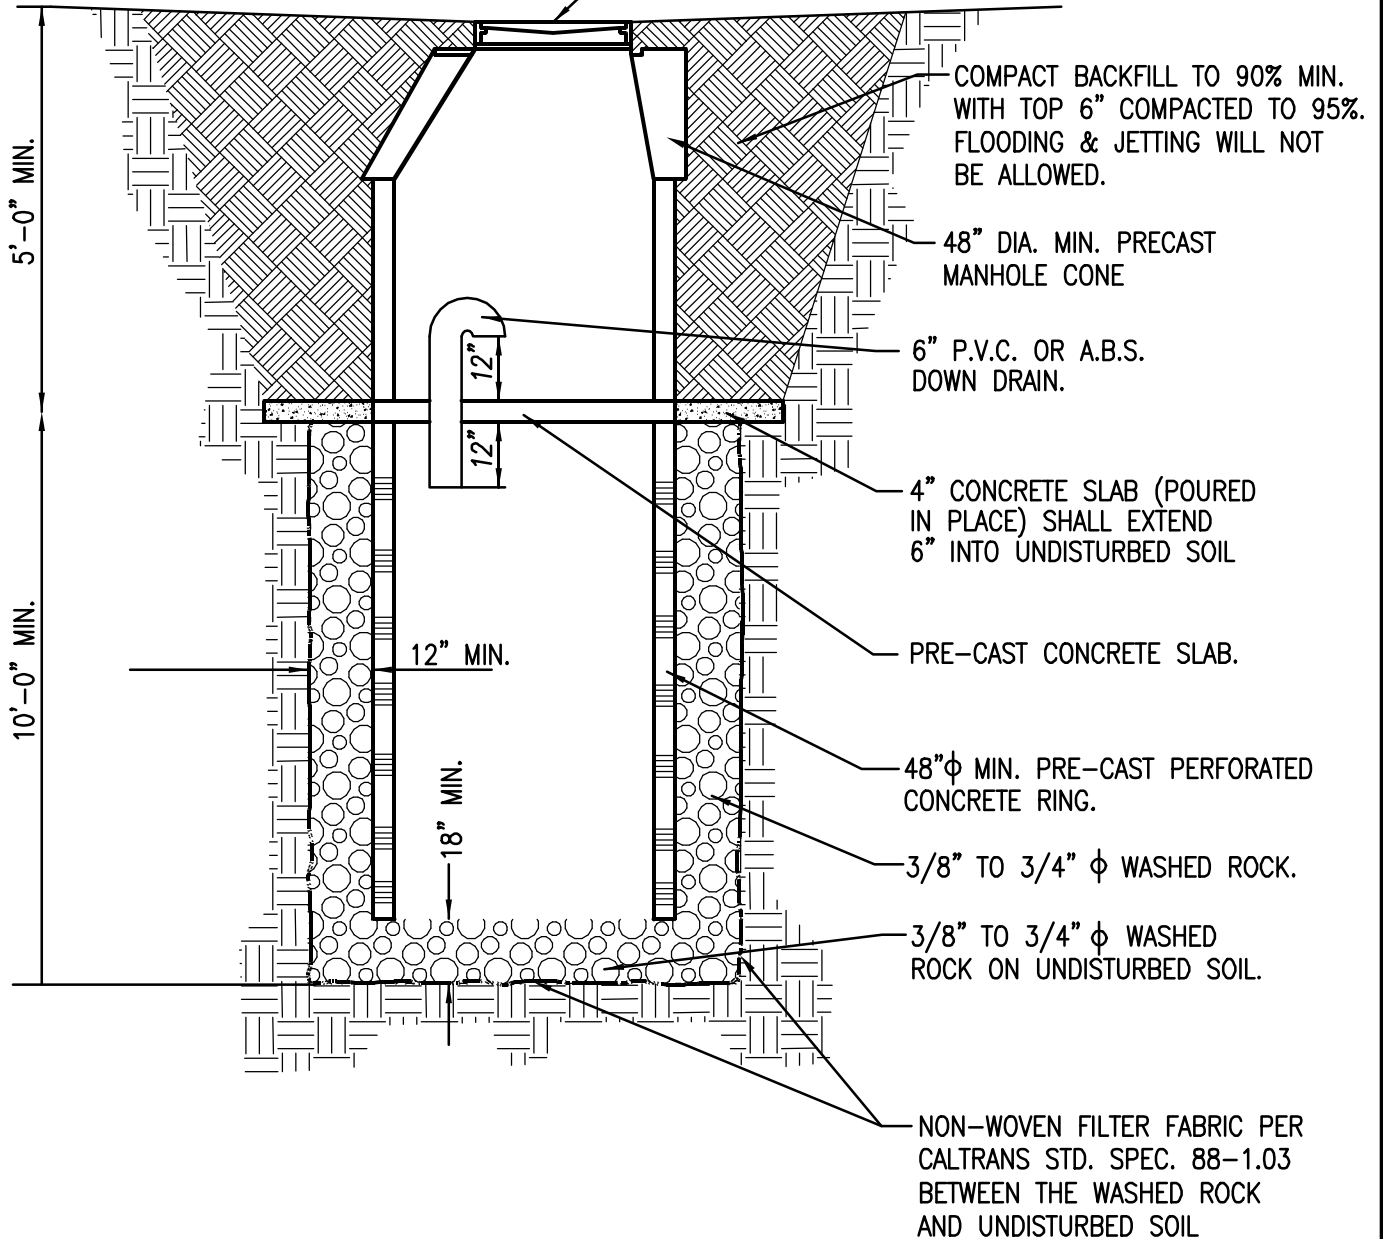 COMPACT BACKFILL TO 90% MIN.
WITH TOP 6" COMPACTED TO 95%.
FLOODING & JETTING WILL NOT
BE ALLOWED.
5'-0" MIN.
48" DIA. MIN. PRECAST
MANHOLE CONE
6" P.V.C. OR A.B.S.
DOWN DRAIN.
12"
12"
4" CONCRETE SLAB (POURED
IN PLACE) SHALL EXTEND
6" INTO UNDISTURBED SOIL
PRE-CAST CONCRETE SLAB.
12" MIN.
10'-0" MIN.
48"ϕ MIN. PRE-CAST PERFORATED
CONCRETE RING.
18" MIN.
3/8" TO 3/4" ϕ WASHED ROCK.
3/8" TO 3/4" ϕ WASHED
ROCK ON UNDISTURBED SOIL.
NON-WOVEN FILTER FABRIC PER
CALTRANS STD. SPEC. 88-1.03
BETWEEN THE WASHED ROCK
AND UNDISTURBED SOIL